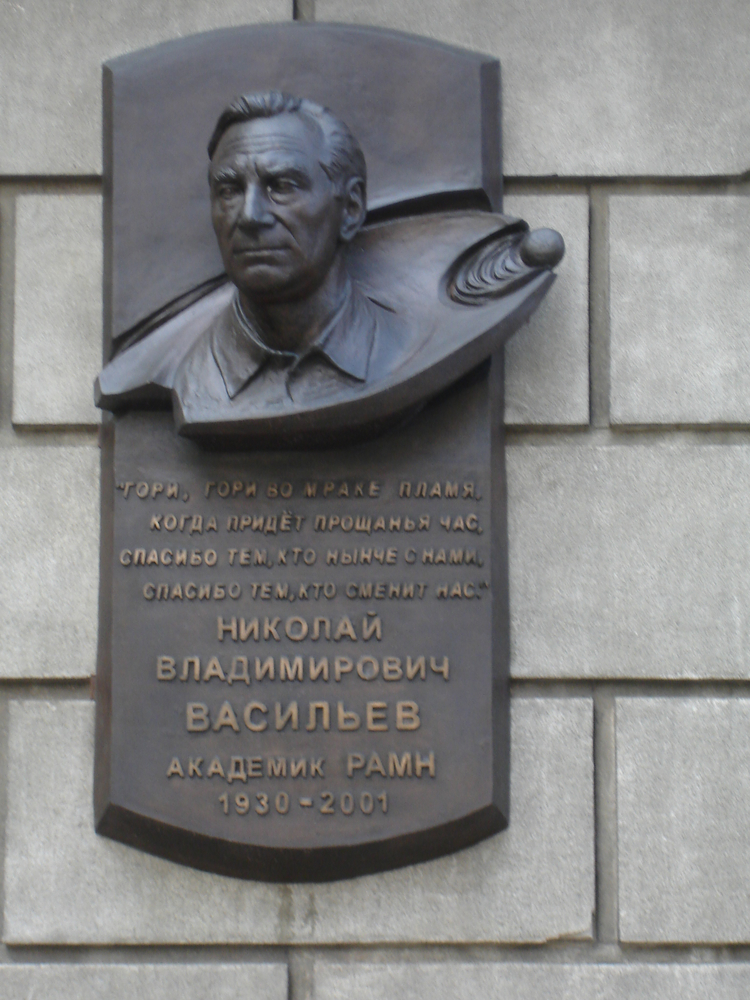 "ГОРИ, ГОРИ ВО МРАКЕ ПЛАМЯ,
КОГДА ПРИДЁТ ПРОЩАНЬЯ ЧАС,
СПАСИБО ТЕМ, КТО НЫНЧЕ С НАМИ,
СПАСИБО ТЕМ, КТО СМЕНИТ НАС."
НИКОЛАЙ
ВЛАДИМИРОВИЧ
ВАСИЛЬЕВ
АКАДЕМИК РАМН
1930-2001